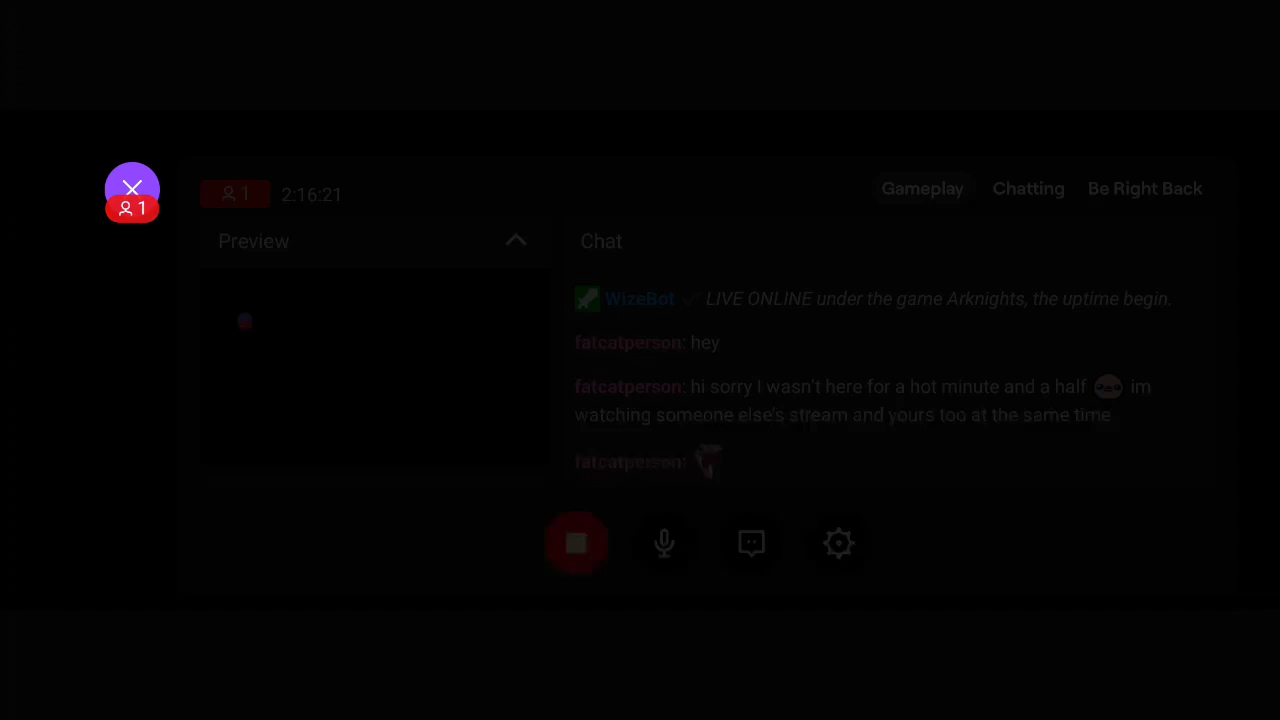 1
1 2:16:21
Gameplay Chatting Be Right Back
Preview
Chat
WizeBot LIVE ONLINE under the game Arknights, the uptime begin.
fatcatperson: hey
fatcatperson: hi sorry I wasn't here for a hot minute and a half im
watching someone else's stream and yours too at the same time
fatcatperson: